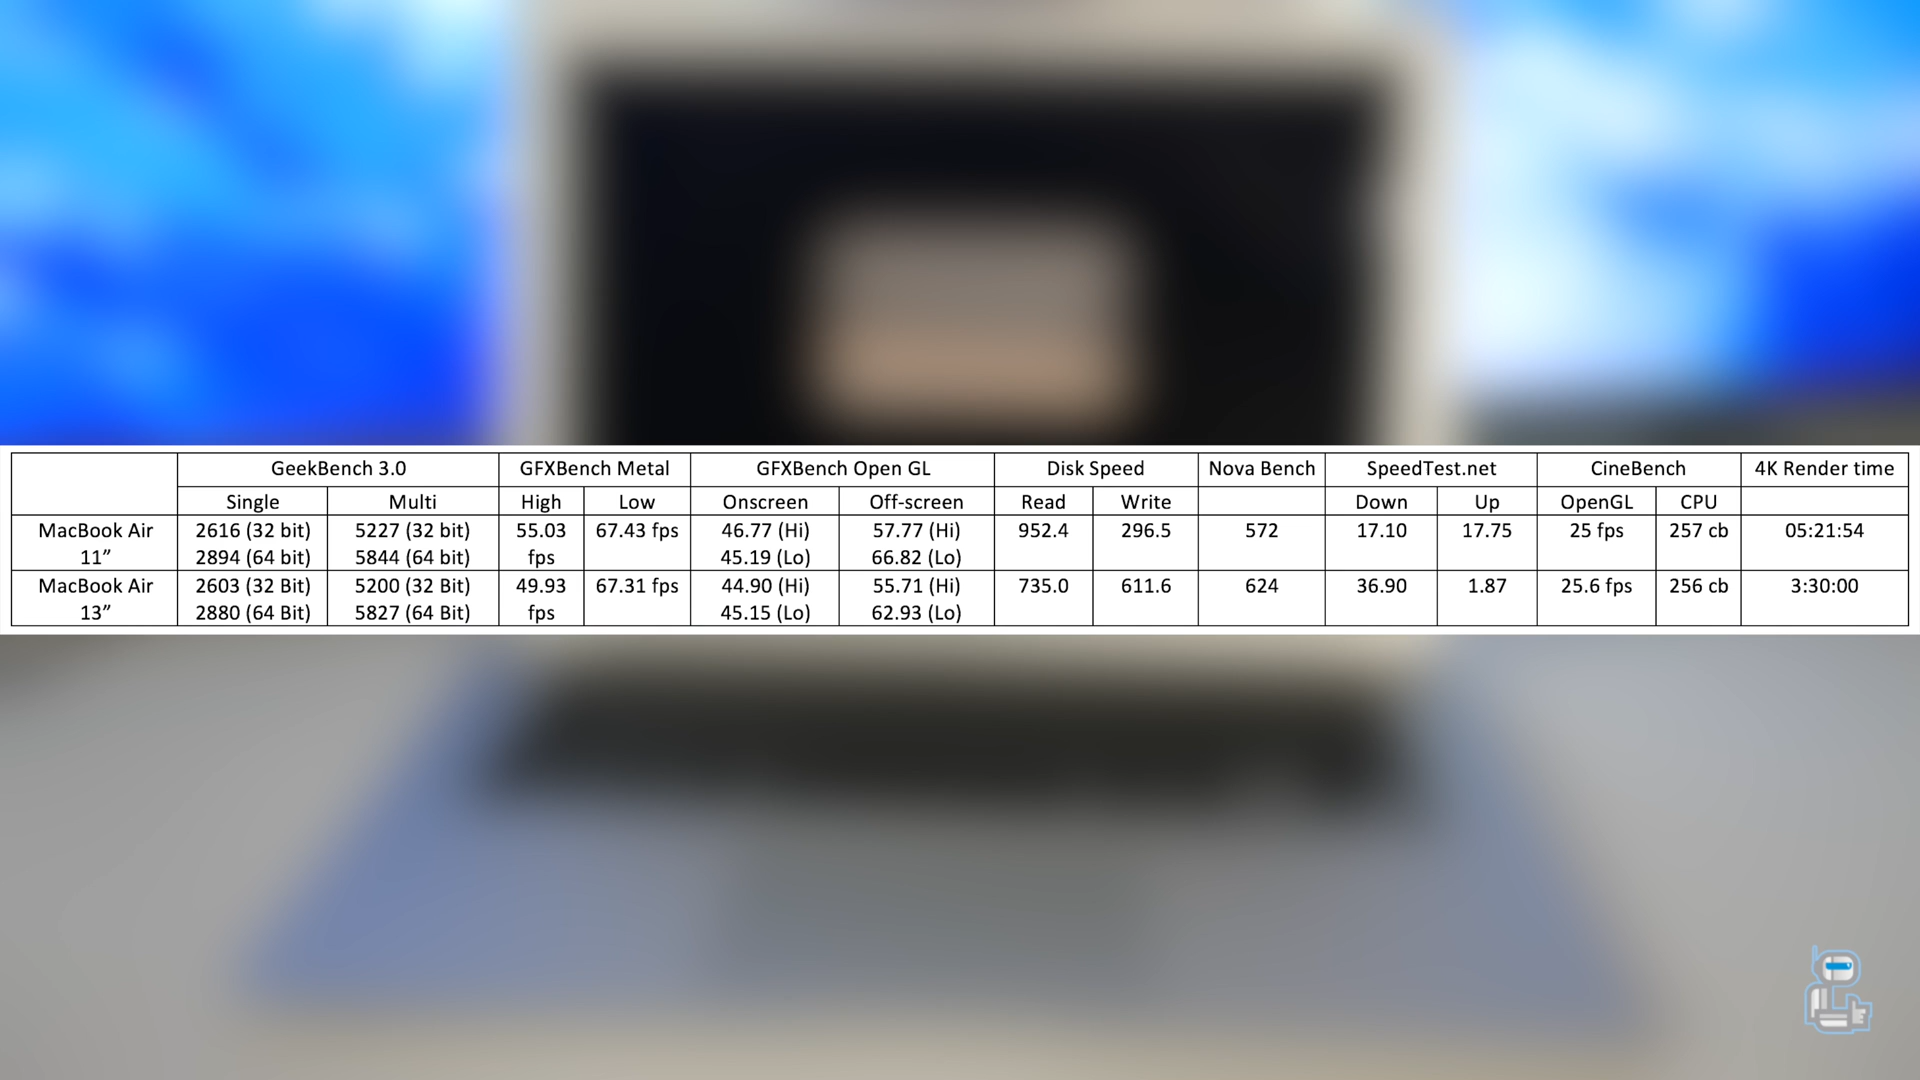 GeekBench 3.0 GFXBench Metal GFXBench Open GL Disk Speed Nova Bench SpeedTest.net CineBench 4K Render time
Single Multi High Low Onscreen Off-screen Read Write Down Up OpenGL CPU
MacBook Air 2616 (32 bit) 5227 (32 bit) 55.03 67.43 fps 46.77 (Hi) 57.77 (Hi) 952.4 296.5 572 17.10 17.75 25 fps 257 cb 05:21:54
11” 2894 (64 bit) 5844 (64 bit) fps 45.19 (Lo) 66.82 (Lo)
MacBook Air 2603 (32 Bit) 5200 (32 Bit) 49.93 67.31 fps 44.90 (Hi) 55.71 (Hi) 735.0 611.6 624 36.90 1.87 25.6 fps 256 cb 3:30:00
13” 2880 (64 Bit) 5827 (64 Bit) fps 45.15 (Lo) 62.93 (Lo)